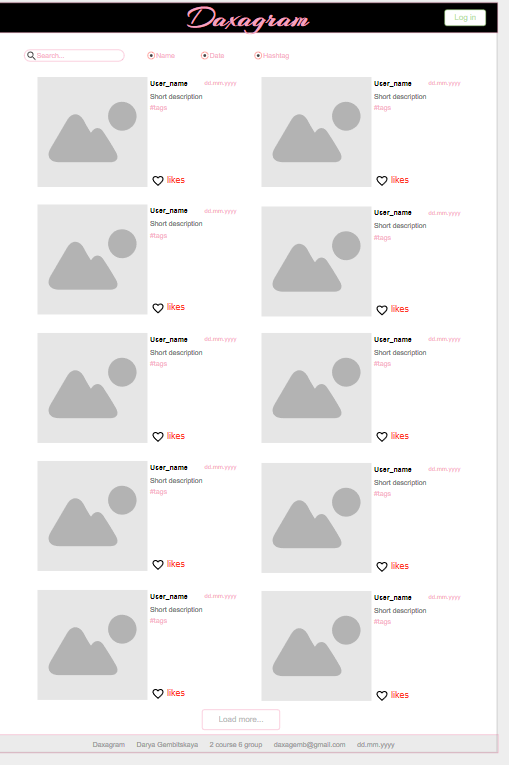 Daxagram
Log in
Search... Name Date Hashtag
User_name dd.mm.yyyy
Short description
#tags
likes
User_name dd.mm.yyyy
Short description
#tags
likes
User_name dd.mm.yyyy
Short description
#tags
likes
User_name dd.mm.yyyy
Short description
#tags
likes
User_name dd.mm.yyyy
Short description
#tags
likes
User_name dd.mm.yyyy
Short description
#tags
likes
User_name dd.mm.yyyy
Short description
#tags
likes
User_name dd.mm.yyyy
Short description
#tags
likes
User_name dd.mm.yyyy
Short description
#tags
likes
User_name dd.mm.yyyy
Short description
#tags
likes
Load more...
Daxagram Darya Gembitskaya 2 course 6 group daxagemb@gmail.com dd.mm.yyyy